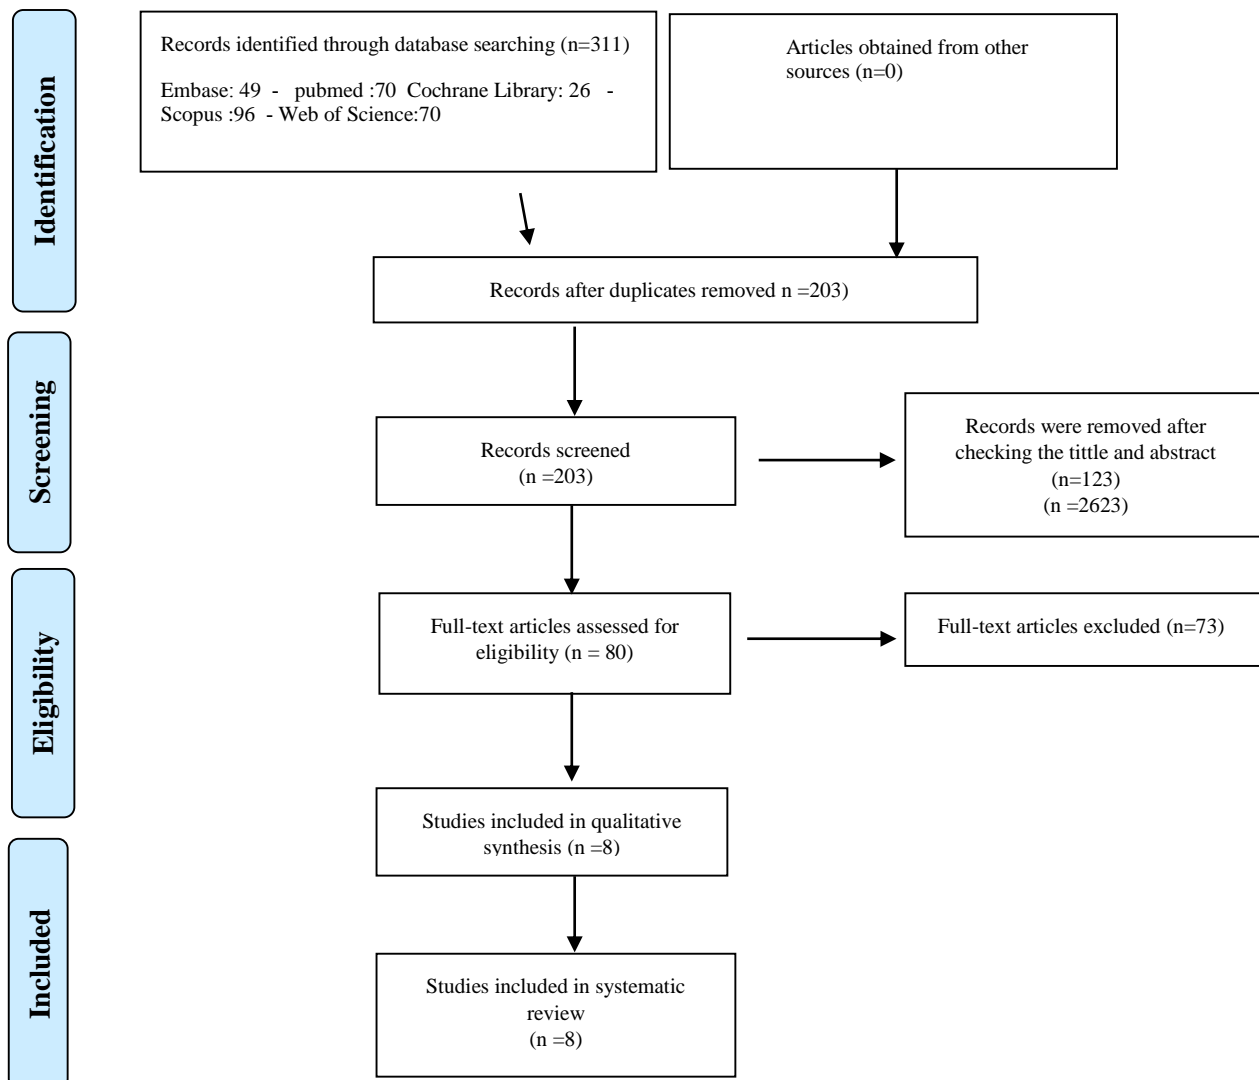 Identification
Records identified through database searching (n=311)
Embase: 49 - pubmed :70 Cochrane Library: 26 -
Scopus :96 - Web of Science:70
Articles obtained from other
sources (n=0)
Records after duplicates removed n =203)
Screening
Records screened
(n =203)
Records were removed after
checking the tittle and abstract
(n=123)
(n =2623)
Eligibility
Full-text articles assessed for
eligibility (n = 80)
Full-text articles excluded (n=73)
Studies included in qualitative
synthesis (n =8)
Included
Studies included in systematic
review
(n =8)